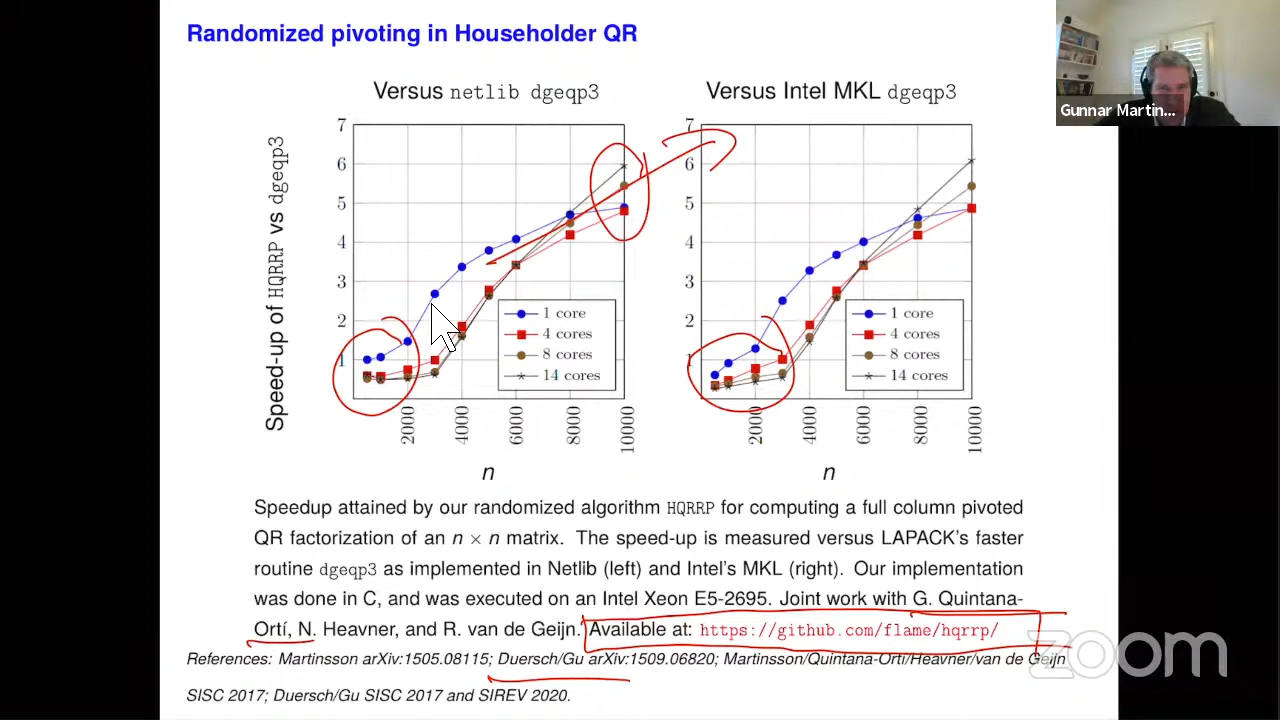 Randomized pivoting in Householder QR
Versus netlib dgeqp3
Versus Intel MKL dgeqp3
Gunnar Martin...
Speed-up of HQRRP vs dgeqp3
7
6
5
4
3
2
1
2000
4000
6000
8000
10000
n
1 core
4 cores
8 cores
14 cores
7
6
5
4
3
2
1
2000
4000
6000
8000
10000
n
1 core
4 cores
8 cores
14 cores
Speedup attained by our randomized algorithm HQRRP for computing a full column pivoted
QR factorization of an n × n matrix. The speed-up is measured versus LAPACK's faster
routine dgeqp3 as implemented in Netlib (left) and Intel's MKL (right). Our implementation
was done in C, and was executed on an Intel Xeon E5-2695. Joint work with G. Quintana-
Ortí, N. Heavner, and R. van de Geijn. Available at: https://github.com/flame/hqrrp/
References: Martinsson arXiv:1505.08115; Duersch/Gu arXiv:1509.06820; Martinsson/Quintana-Ortí/Heavner/van de Geijn
SISC 2017; Duersch/Gu SISC 2017 and SIREV 2020.
zoom